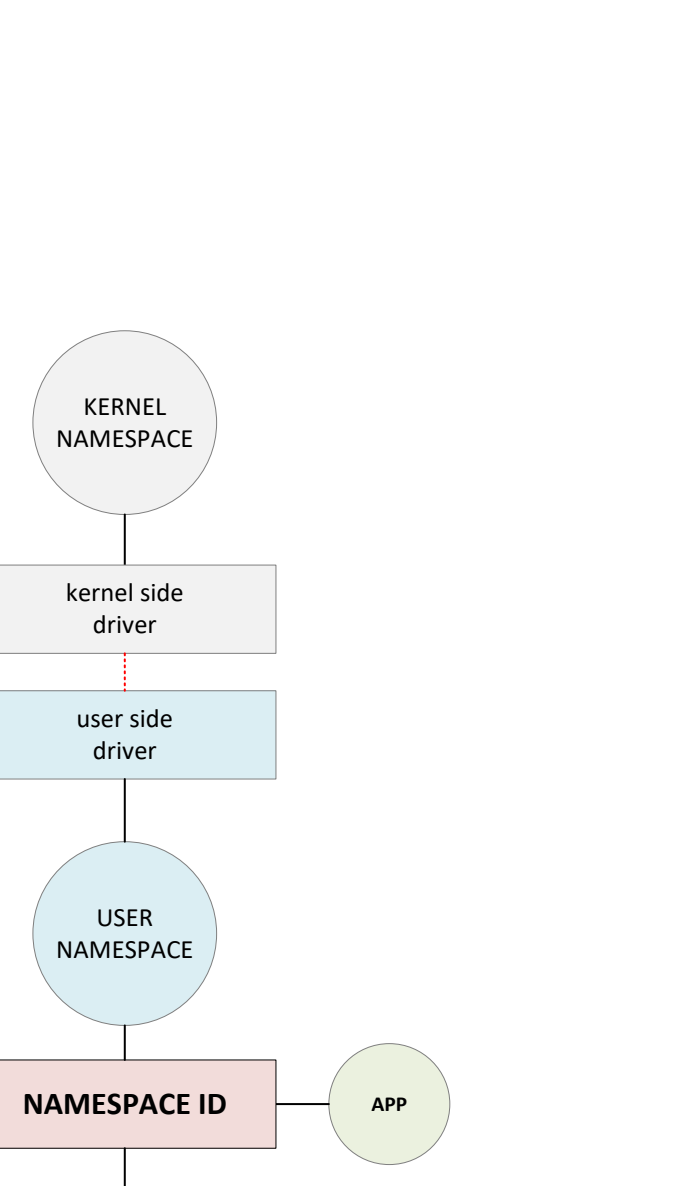 KERNEL
NAMESPACE
kernel side
driver
user side
driver
USER
NAMESPACE
NAMESPACE ID
APP